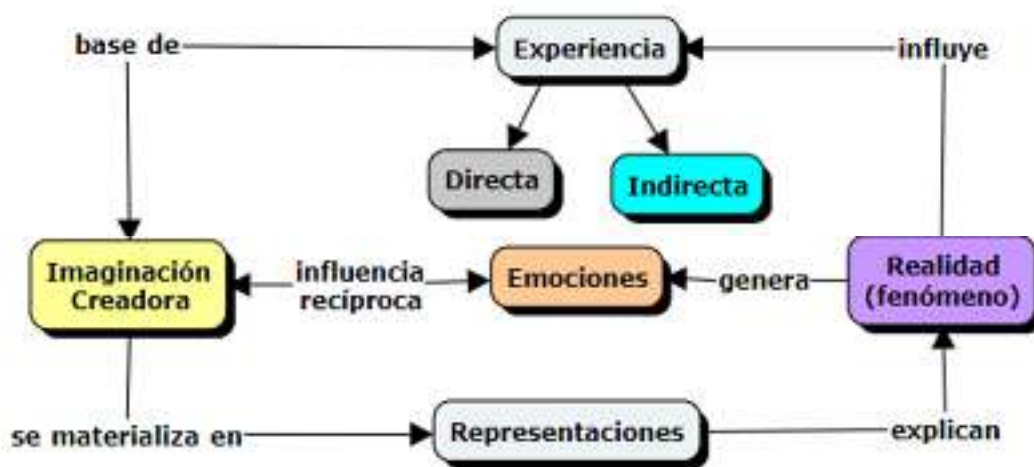 base de
Experiencia
influye
Directa
Indirecta
Imaginación
Creadora
influencia
recíproca
Emociones
genera
Realidad
(fenómeno)
se materializa en
Representaciones
explican